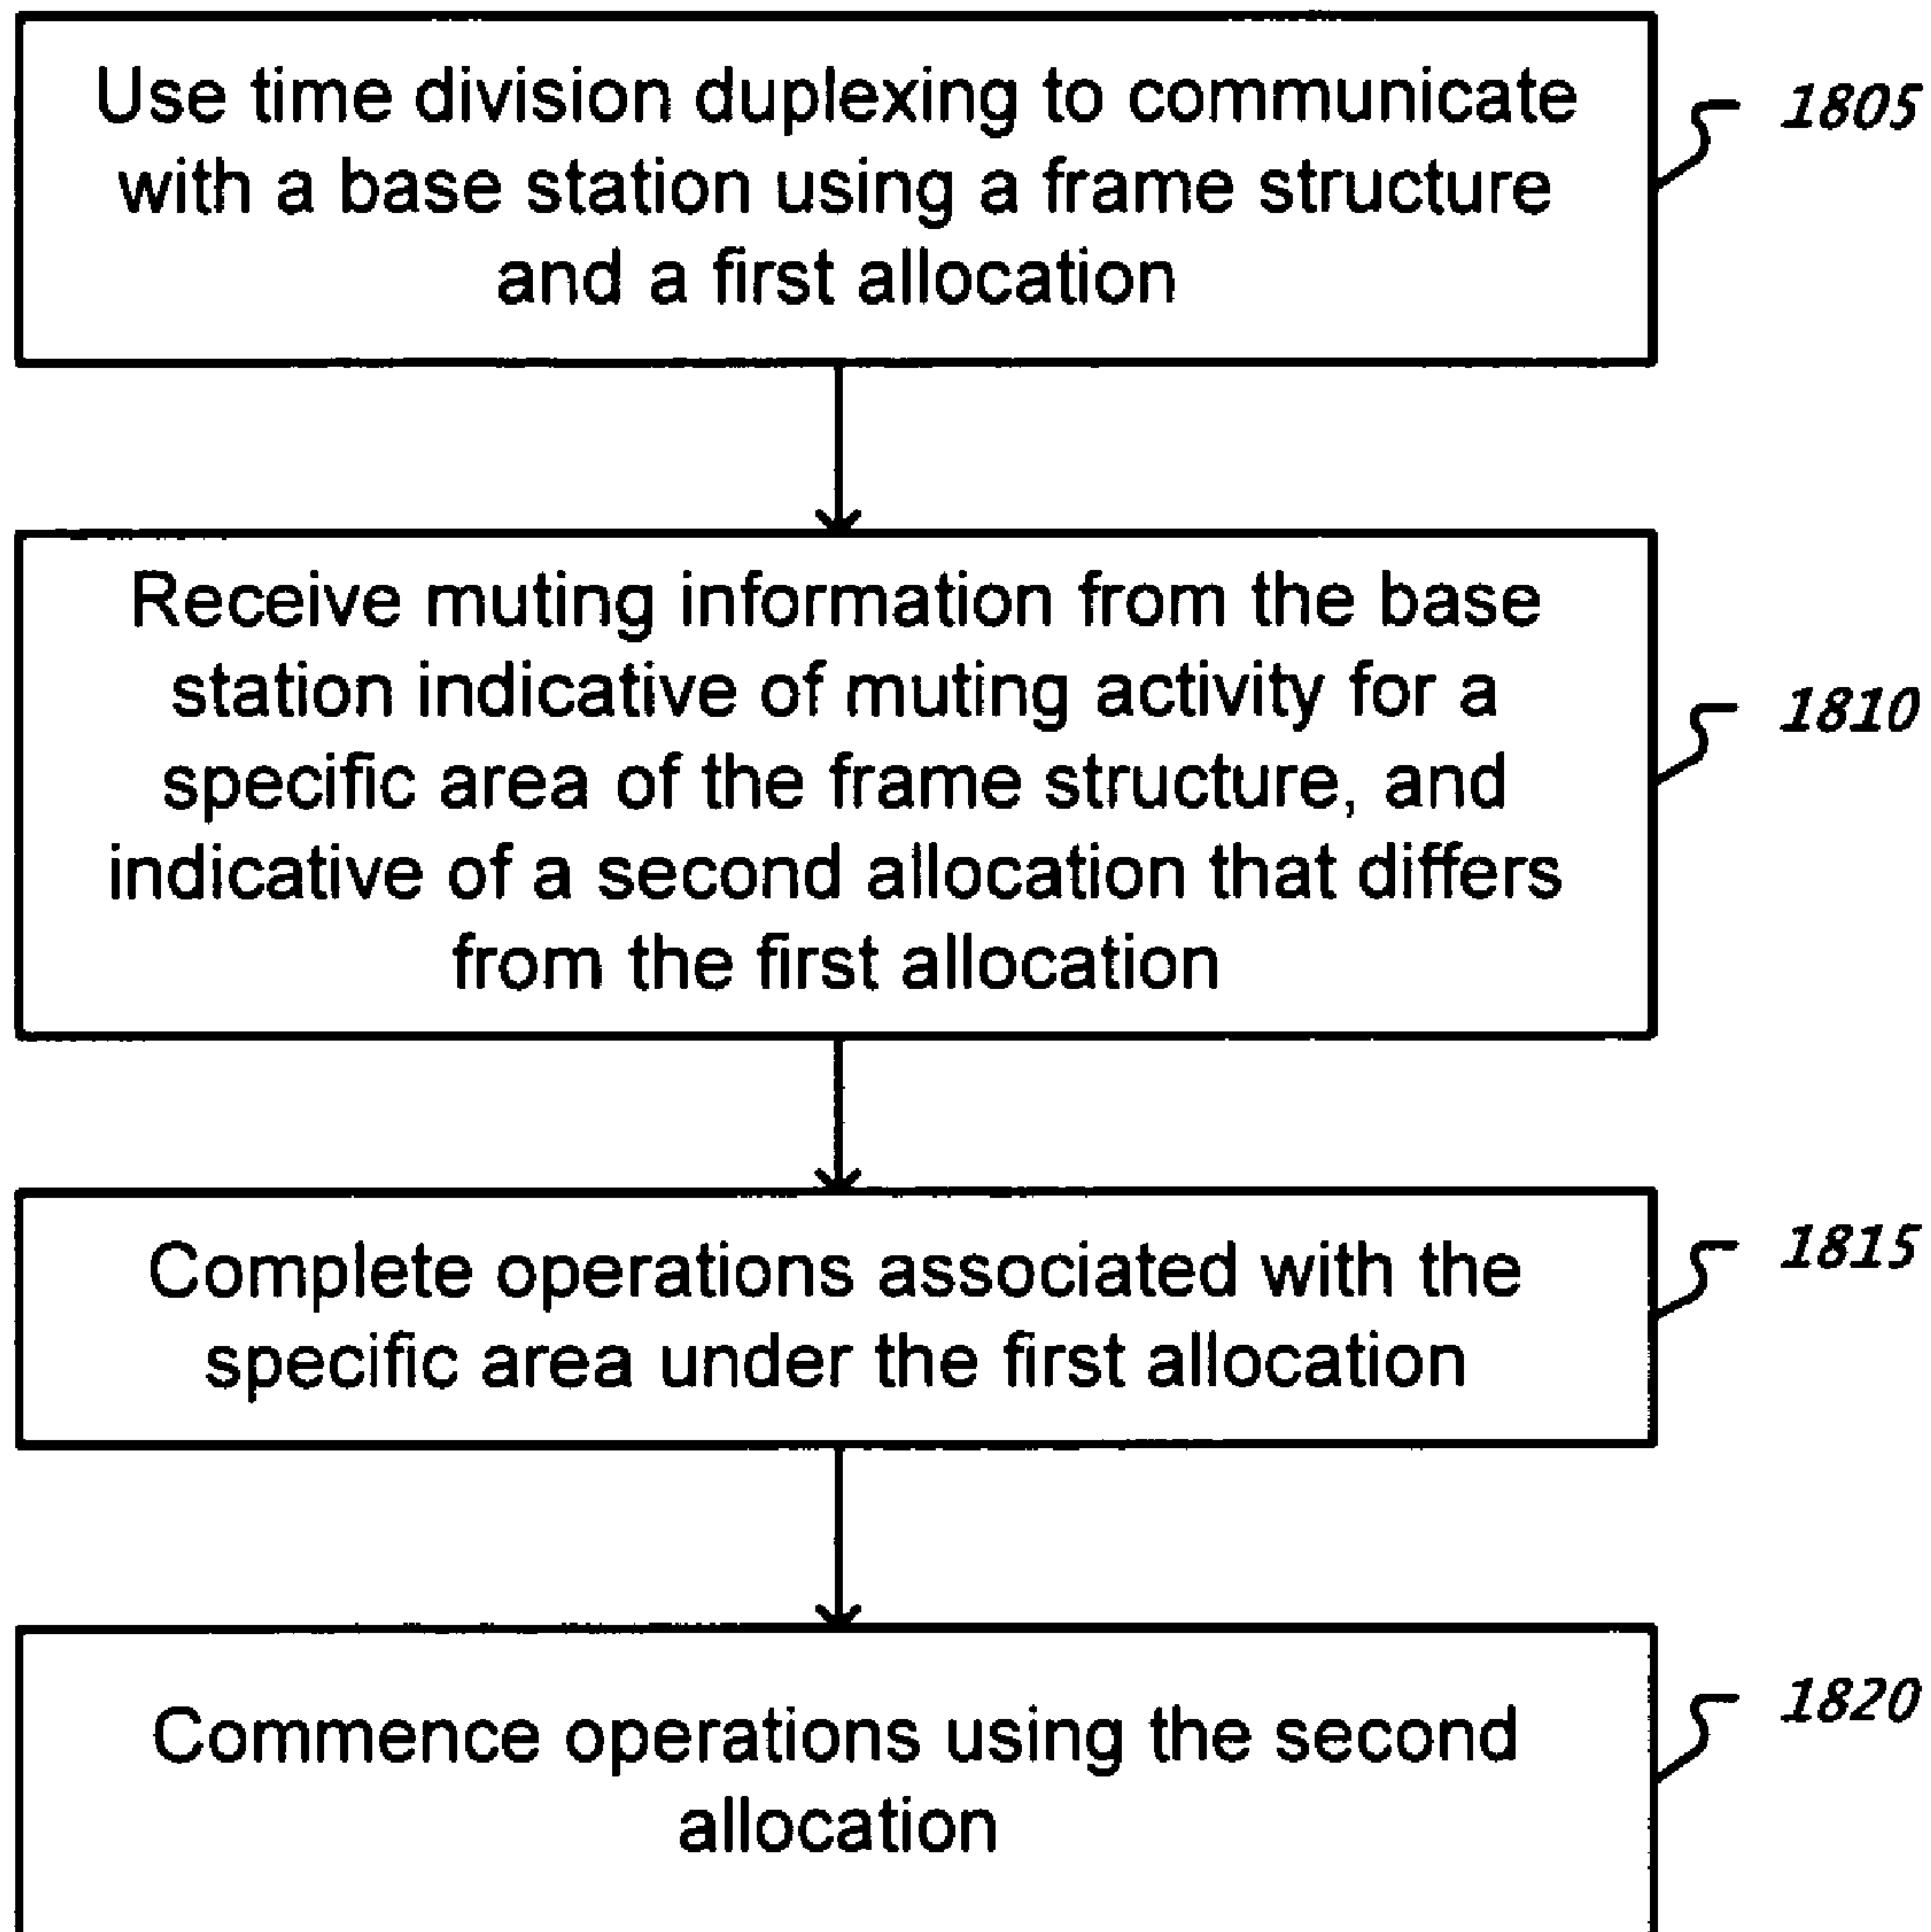 Use time division duplexing to communicate
with a base station using a frame structure
and a first allocation
1805
Receive muting information from the base
station indicative of muting activity for a
specific area of the frame structure, and
indicative of a second allocation that differs
from the first allocation
1810
Complete operations associated with the
specific area under the first allocation
1815
Commence operations using the second
allocation
1820